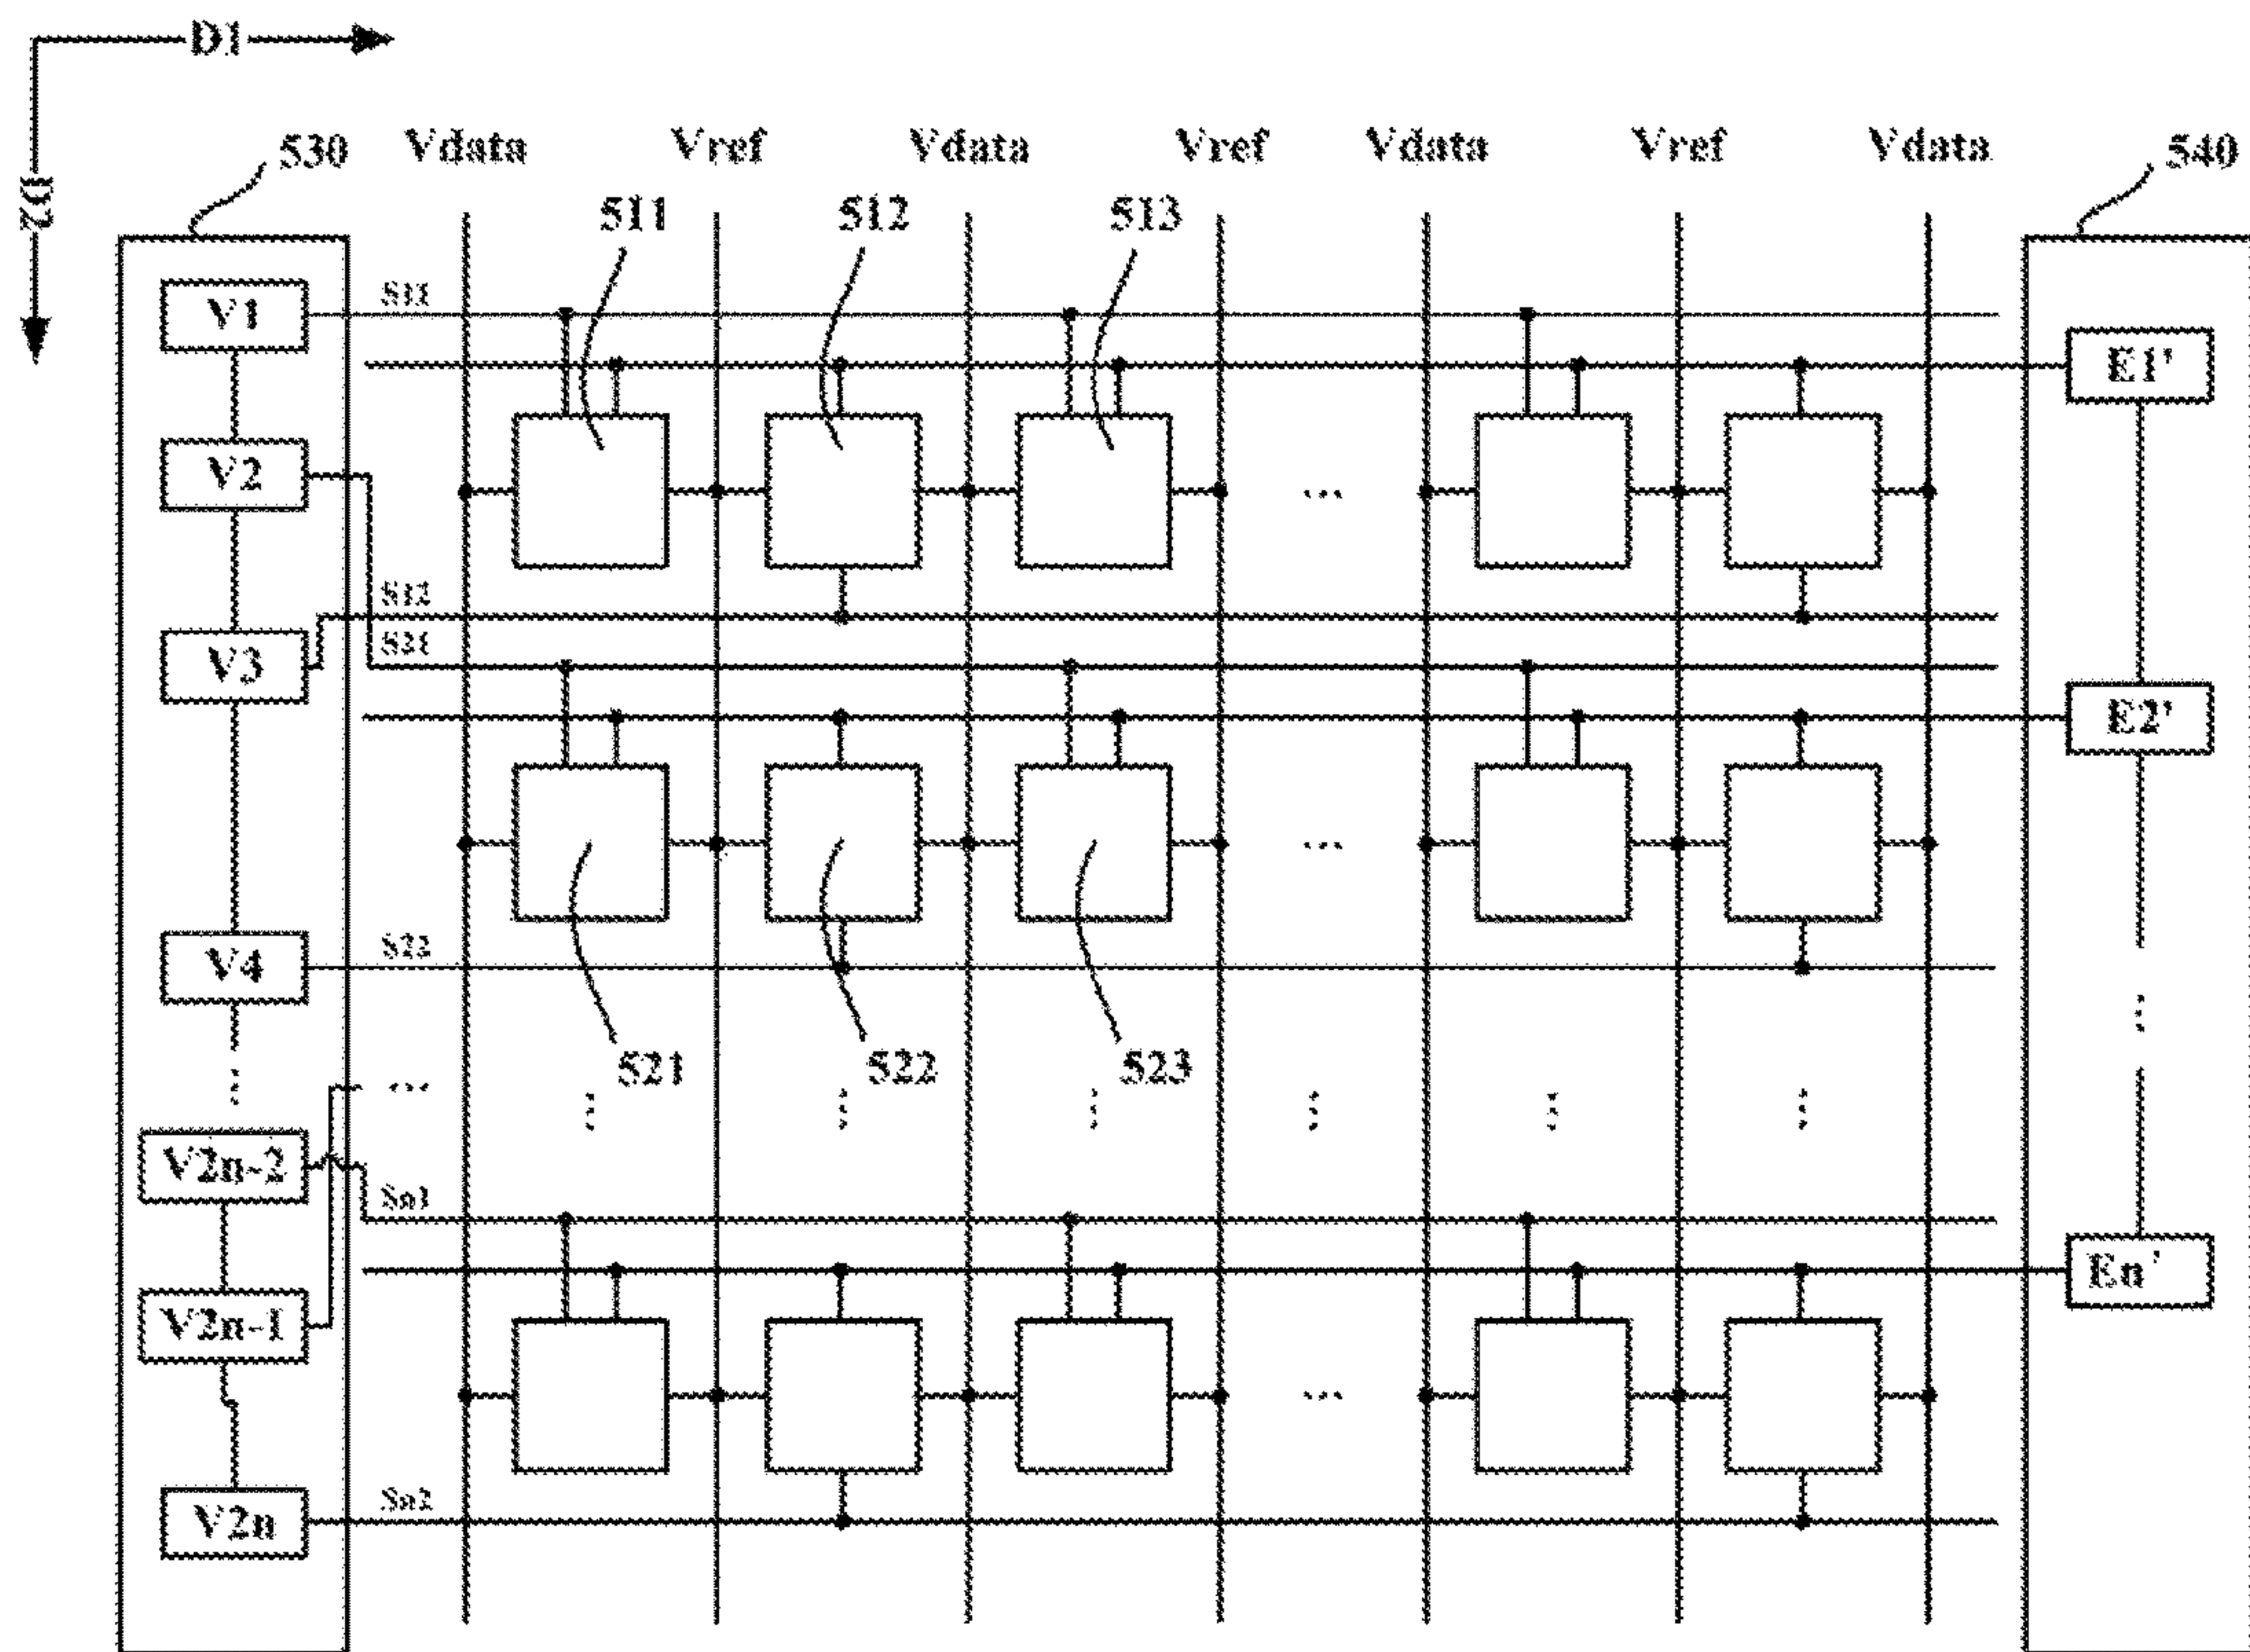 D1
D2
530
Vdata
Vref
Vdata
Vref
Vdata
Vref
Vdata
540
511
512
513
V1
S11
E1'
V2
S12
V3
S21
E2'
V4
S22
521
522
523
...
V2n-2
Sn1
V2n-1
En'
V2n
Sn2